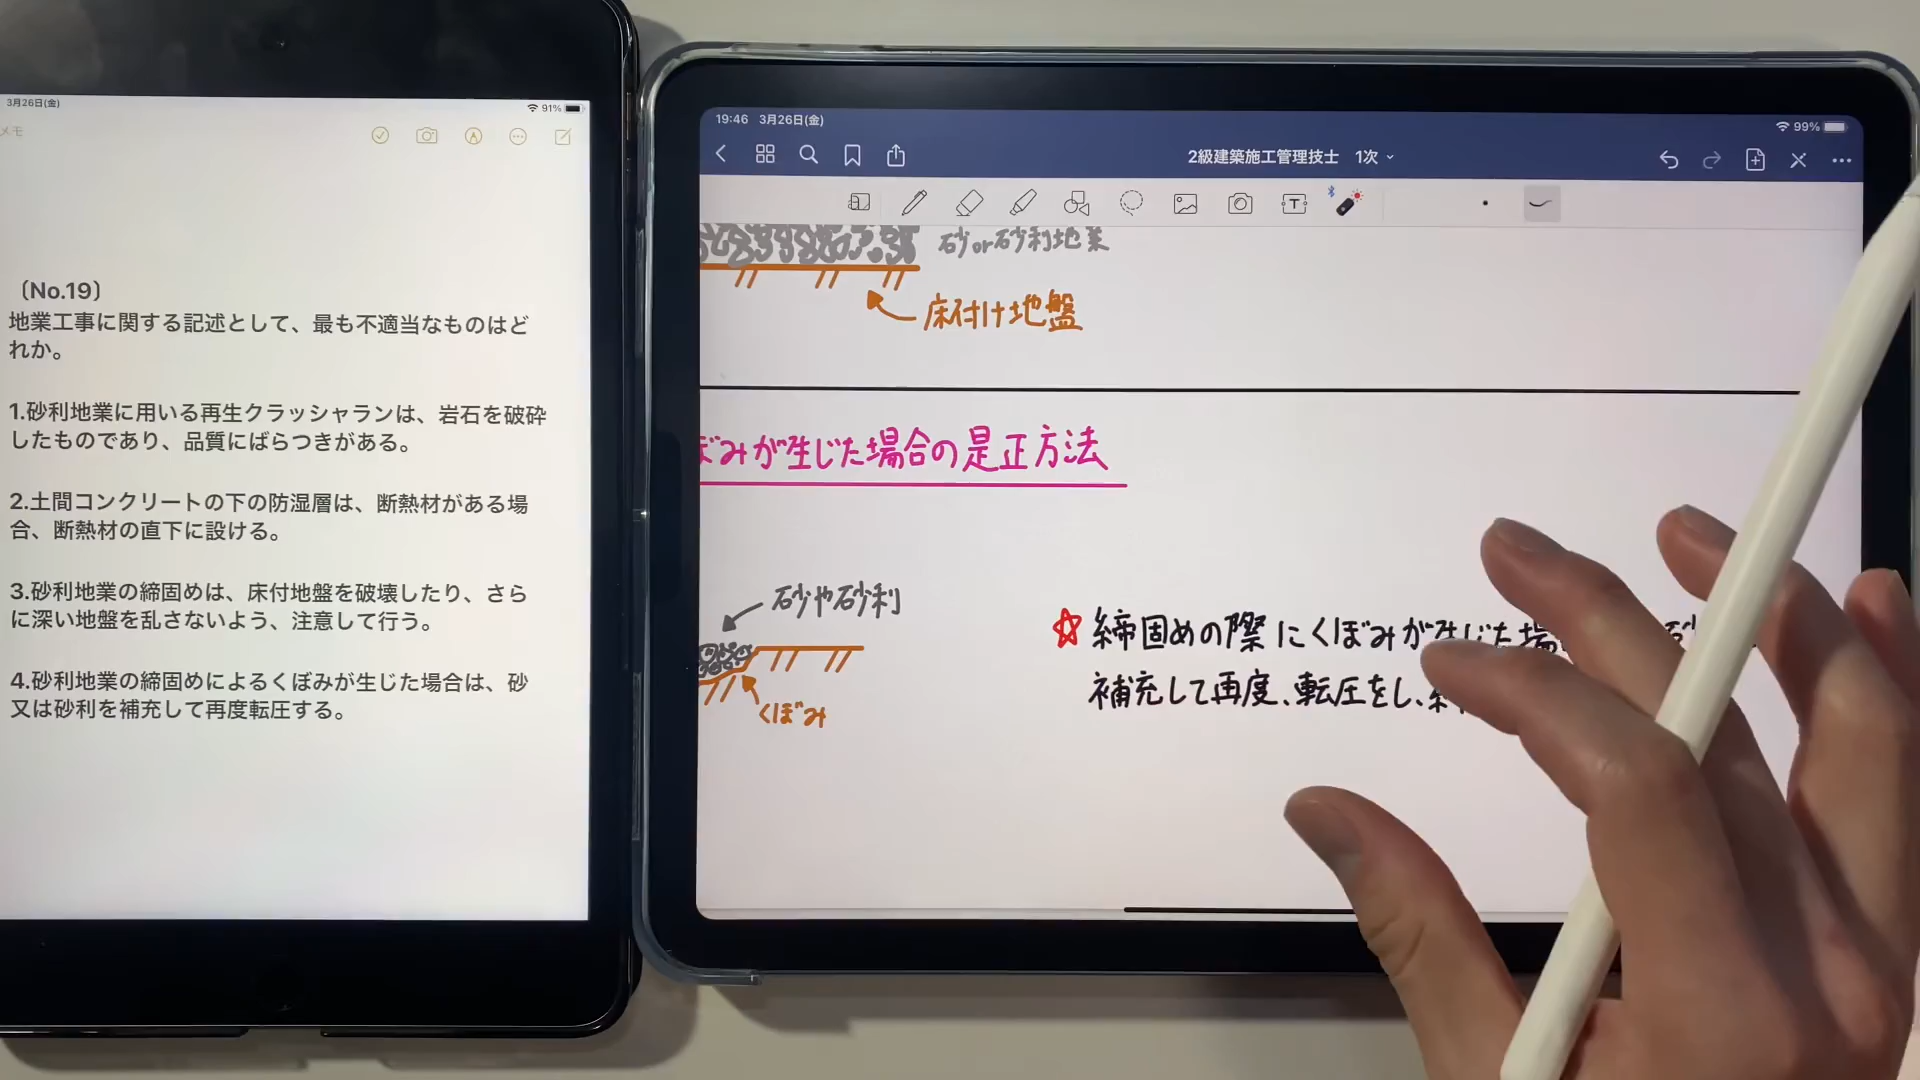 3月26日(金)
91%
メモ
〔No.19〕
地業工事に関する記述として、最も不適当なものはど
れか。
1.砂利地業に用いる再生クラッシャランは、岩石を破砕
したものであり、品質にばらつきがある。
2.土間コンクリートの下の防湿層は、断熱材がある場
合、断熱材の直下に設ける。
3.砂利地業の締固めは、床付地盤を破壊したり、さら
に深い地盤を乱さないよう、注意して行う。
4.砂利地業の締固めによるくぼみが生じた場合は、砂
又は砂利を補充して再度転圧する。
19:46 3月26日(金)
99%
2級建築施工管理技士 1次
T
砂or砂利地業
床付け地盤
ぼみが生じた場合の是正方法
砂や砂利
くぼみ
締固めの際にくぼみが生じた場 砂
補充して再度、転圧をし、